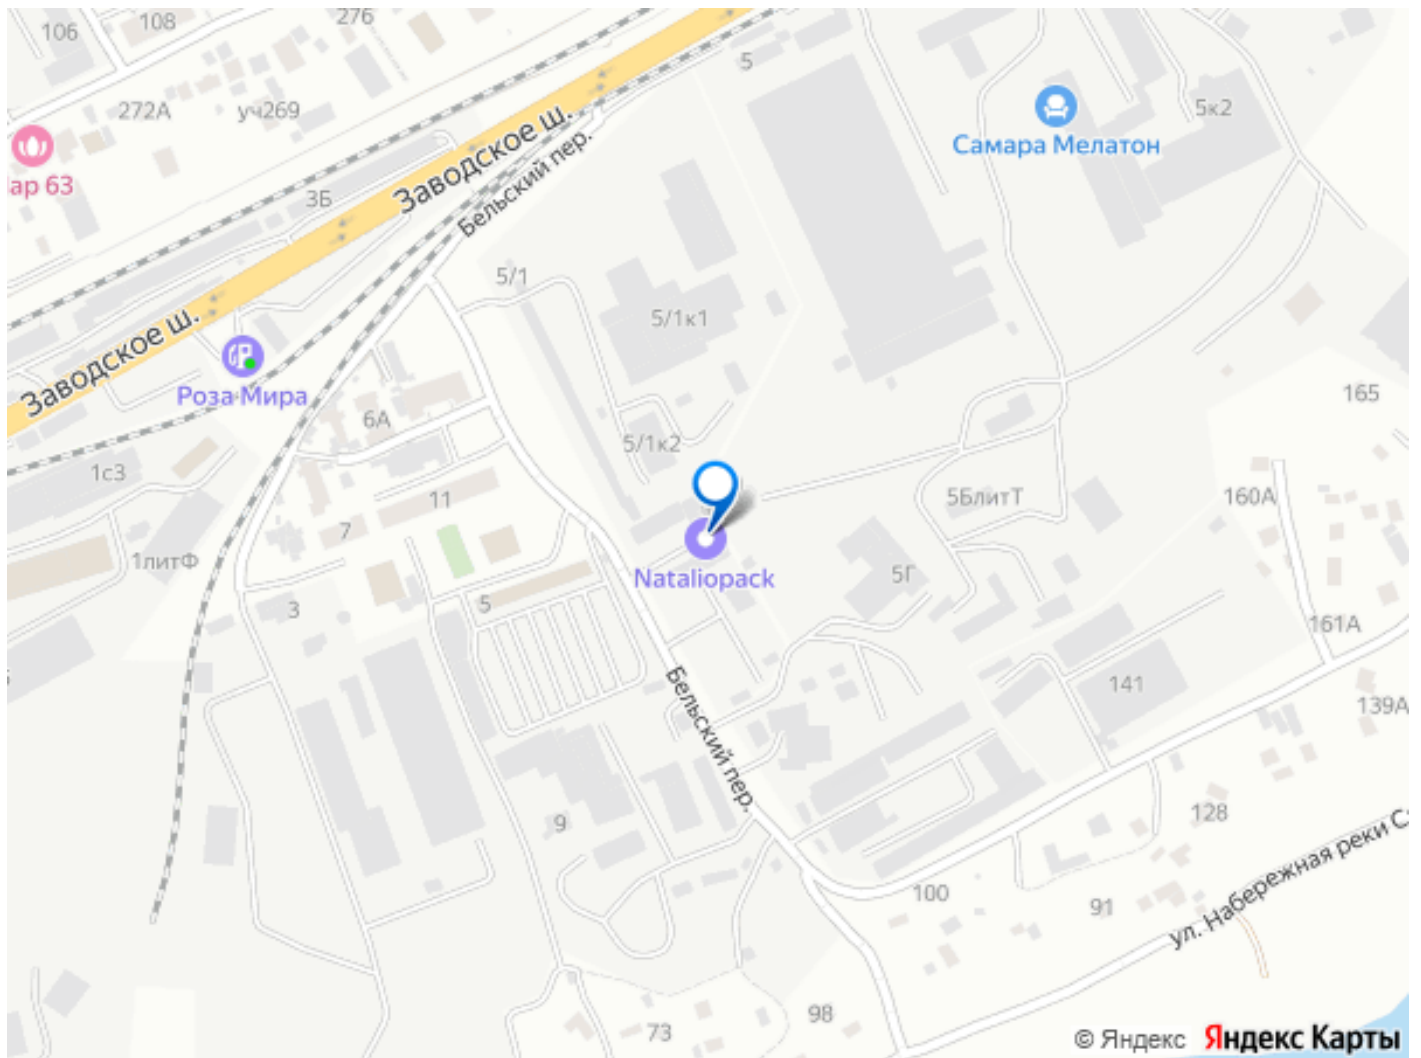 106
108
276
272А
уч269
ар 63
3Б
Заводское ш.
Бельский пер.
5
5к2
Самара Мелатон
5/1
5/1к1
Заводское ш.
Роза Мира
6А
5/1к2
165
1с3
11
7
5БлитТ
160А
1литФ
Nataliopack
5Г
3
5
161А
Бельский пер.
141
139А
9
128
100
91
ул. Набережная реки С
98
73
© Яндекс Яндекс Карты